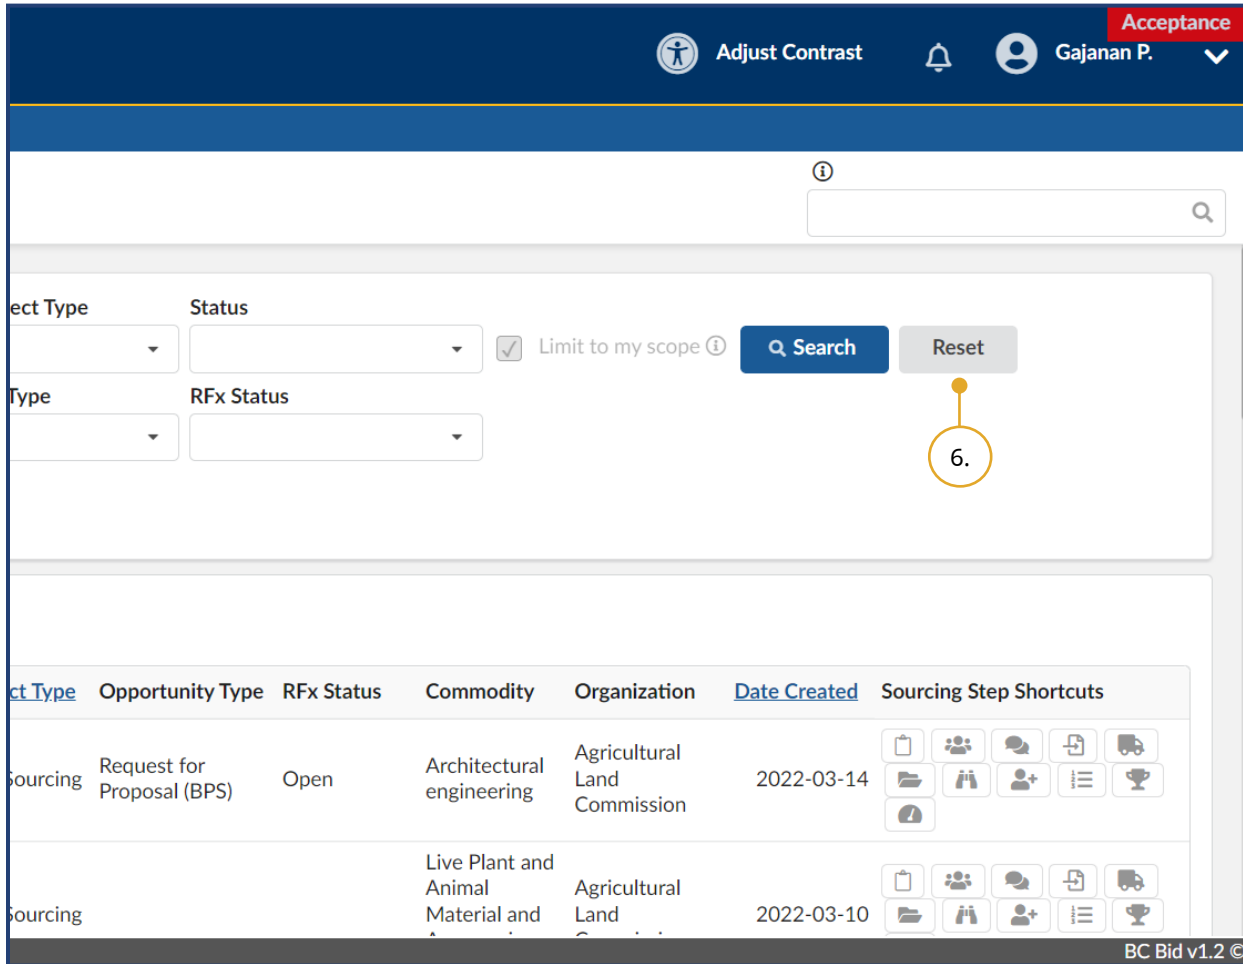 Acceptance
Adjust Contrast
Gajanan P.
ect Type
Status
Limit to my scope
Search
Reset
Type
RFx Status
6.
ct Type Opportunity Type RFx Status Commodity Organization Date Created Sourcing Step Shortcuts
Sourcing
Request for
Proposal (BPS)
Open
Architectural
engineering
Agricultural
Land
Commission
2022-03-14
Sourcing
Live Plant and
Animal
Material and
Agricultural
Land
2022-03-10
BC Bid v1.2 ©